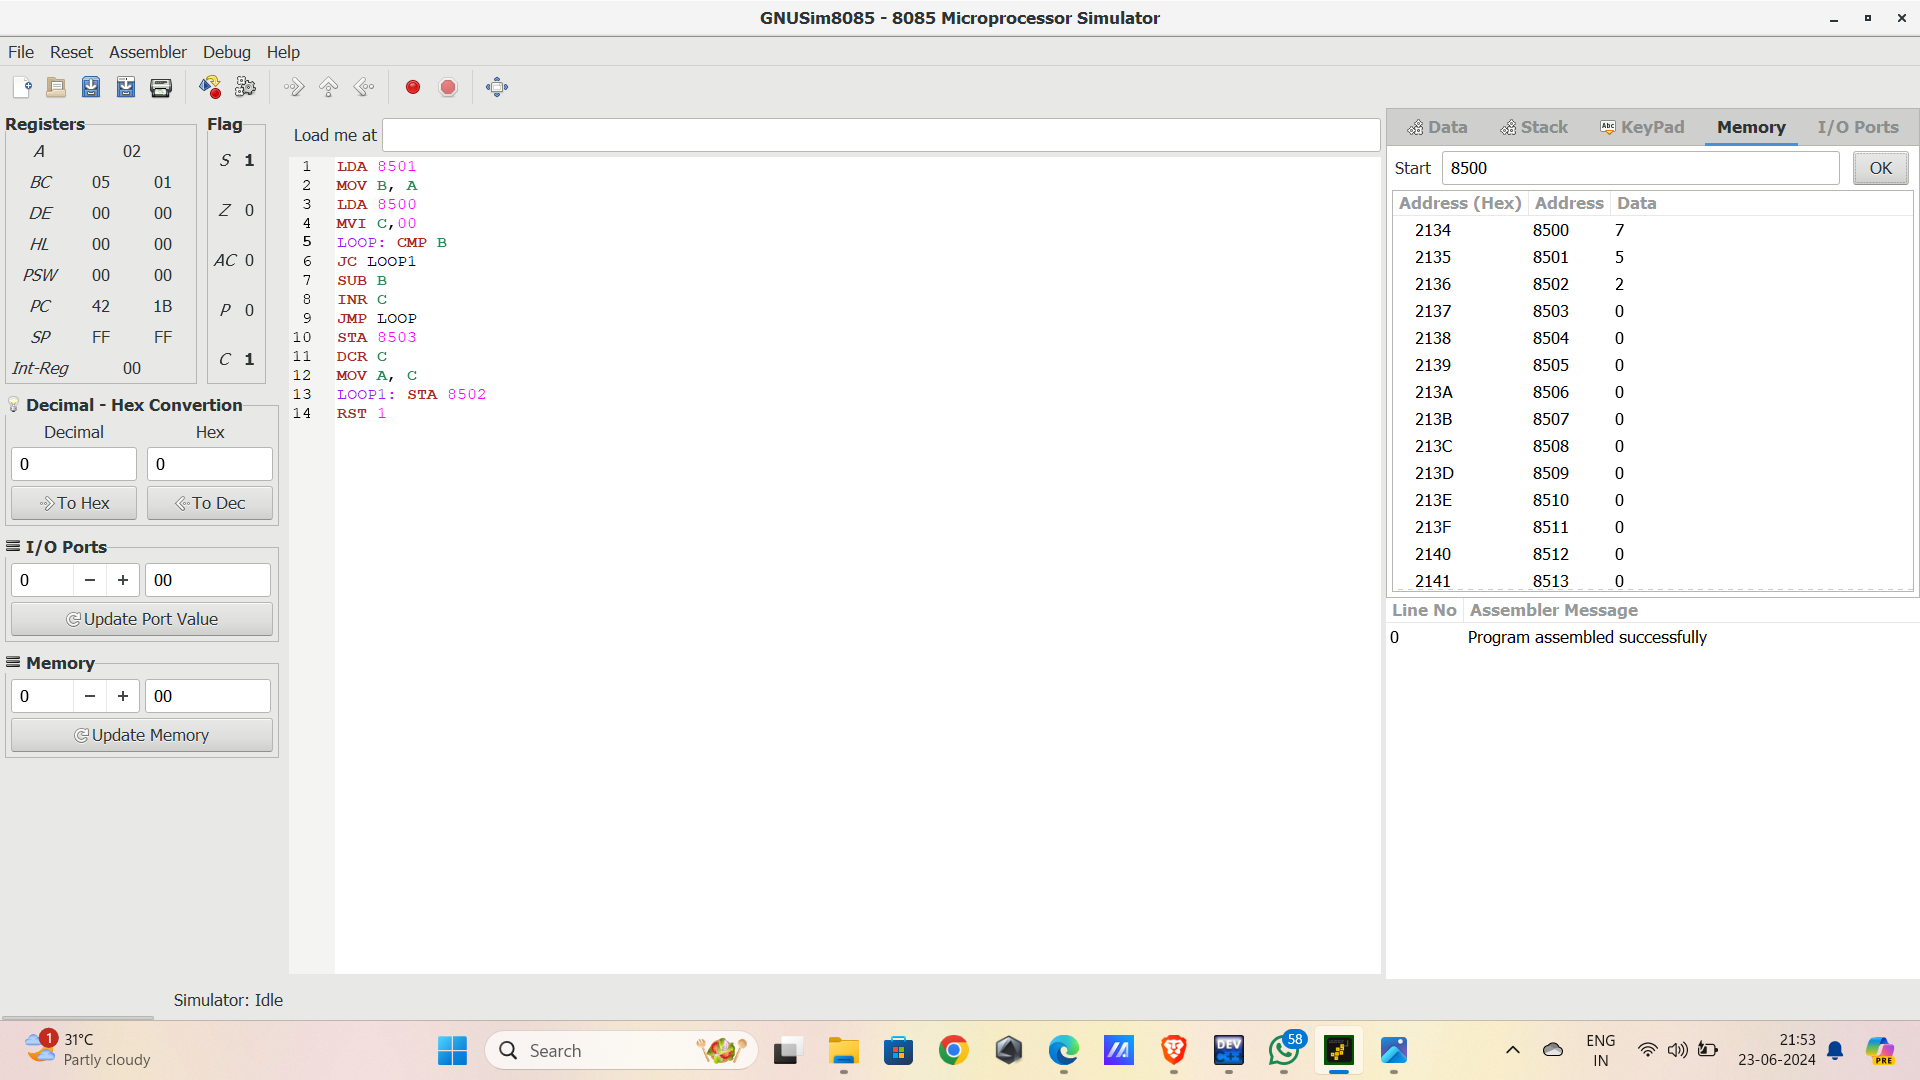 GNUSim8085 - 8085 Microprocessor Simulator
File Reset Assembler Debug Help
Registers
A 02
BC 05 01
DE 00 00
HL 00 00
PSW 00 00
PC 42 1B
SP FF FF
Int-Reg 00
Flag
S 1
Z 0
AC 0
P 0
C 1
Decimal - Hex Convertion
Decimal Hex
0 0
To Hex To Dec
I/O Ports
0 − + 00
Update Port Value
Memory
0 − + 00
Update Memory
Load me at
1 LDA 8501
2 MOV B, A
3 LDA 8500
4 MVI C,00
5 LOOP: CMP B
6 JC LOOP1
7 SUB B
8 INR C
9 JMP LOOP
10 STA 8503
11 DCR C
12 MOV A, C
13 LOOP1: STA 8502
14 RST 1
Data Stack Abc KeyPad Memory I/O Ports
Start 8500 OK
Address (Hex) Address Data
2134 8500 7
2135 8501 5
2136 8502 2
2137 8503 0
2138 8504 0
2139 8505 0
213A 8506 0
213B 8507 0
213C 8508 0
213D 8509 0
213E 8510 0
213F 8511 0
2140 8512 0
2141 8513 0
Line No Assembler Message
0 Program assembled successfully
Simulator: Idle
1
31°C
Partly cloudy
Search
DEV C++
58
ENG
IN
21:53
23-06-2024
PRE